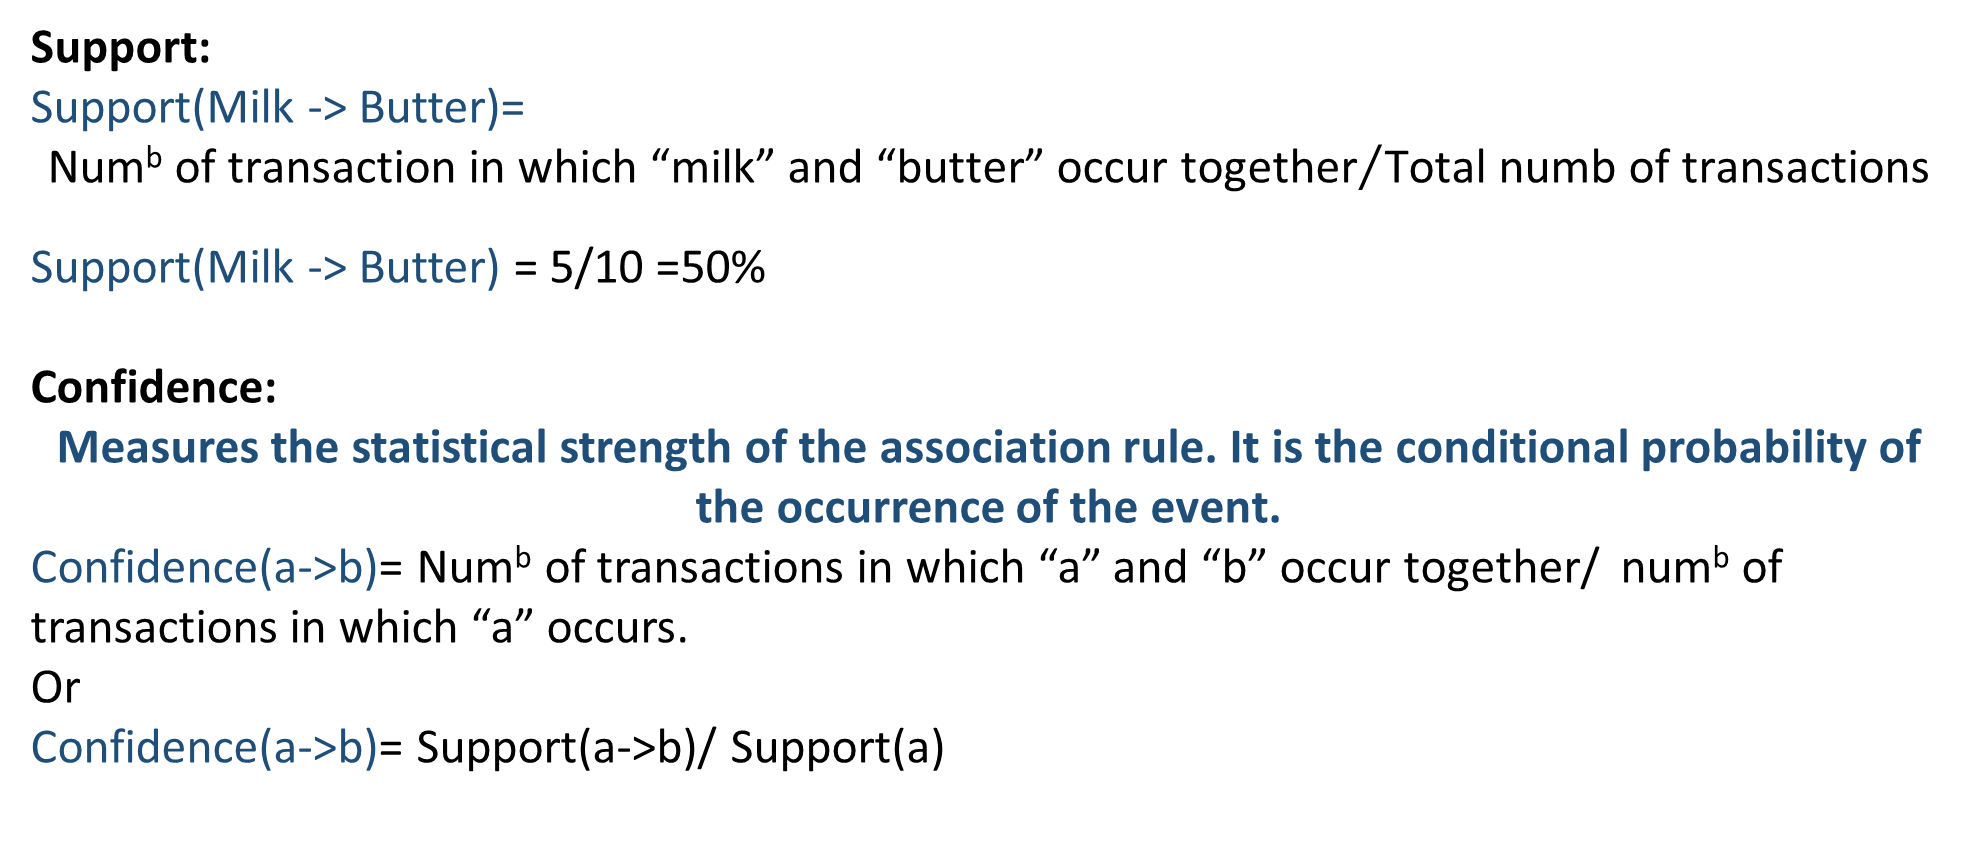 Support:
Support(Milk -> Butter)=
Numᵇ of transaction in which “milk” and “butter” occur together/Total numb of transactions
Support(Milk -> Butter) = 5/10 =50%
Confidence:
Measures the statistical strength of the association rule. It is the conditional probability of
the occurrence of the event.
Confidence(a->b)= Numᵇ of transactions in which “a” and “b” occur together/ numᵇ of
transactions in which “a” occurs.
Or
Confidence(a->b)= Support(a->b)/ Support(a)